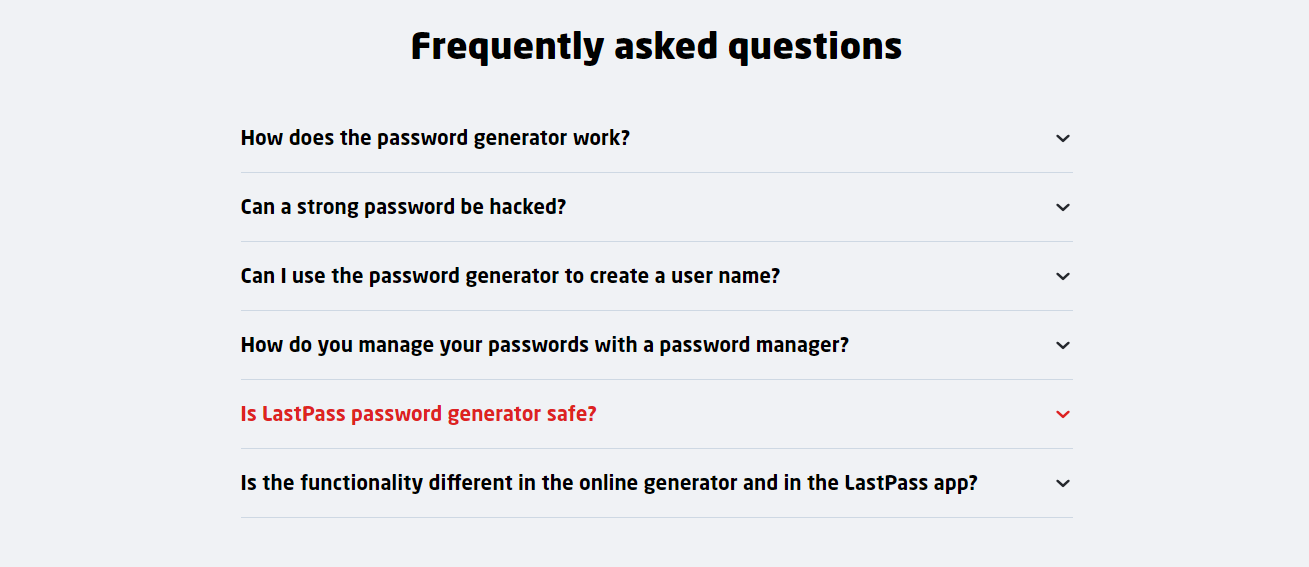 Frequently asked questions
How does the password generator work?
Can a strong password be hacked?
Can I use the password generator to create a user name?
How do you manage your passwords with a password manager?
Is LastPass password generator safe?
Is the functionality different in the online generator and in the LastPass app?